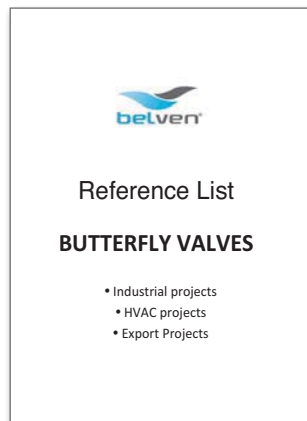 belven®
Reference List
BUTTERFLY VALVES
• Industrial projects
• HVAC projects
• Export Projects